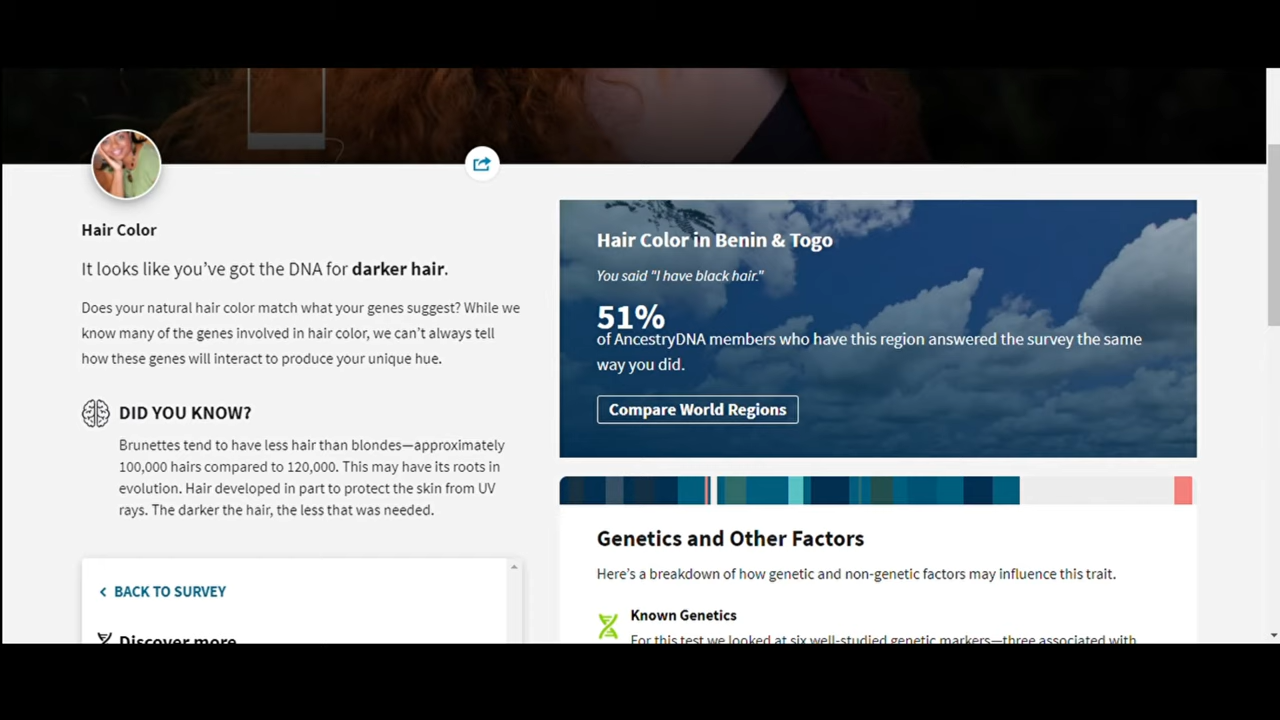 Hair Color
It looks like you've got the DNA for darker hair.
Does your natural hair color match what your genes suggest? While we
know many of the genes involved in hair color, we can't always tell
how these genes will interact to produce your unique hue.
DID YOU KNOW?
Brunettes tend to have less hair than blondes—approximately
100,000 hairs compared to 120,000. This may have its roots in
evolution. Hair developed in part to protect the skin from UV
rays. The darker the hair, the less that was needed.
BACK TO SURVEY
Discover more
Hair Color in Benin & Togo
You said "I have black hair."
51%
of AncestryDNA members who have this region answered the survey the same
way you did.
Compare World Regions
Genetics and Other Factors
Here's a breakdown of how genetic and non-genetic factors may influence this trait.
Known Genetics
For this test we looked at six well-studied genetic markers—three associated with